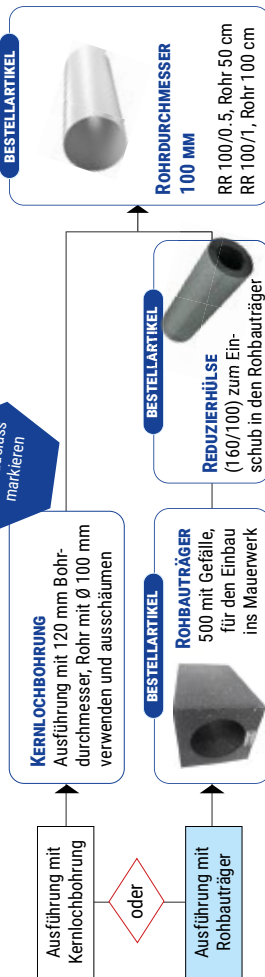 Ausführung mit
Kernlochbohrung
oder
Ausführung mit
Rohbauträger
KERNLOCHBOHRUNG
Ausführung mit 120 mm Bohr-
durchmesser, Rohr mit Ø 100 mm
verwenden und ausschäumen
markieren
BESTELLARTIKEL
ROHBAUTRÄGER
500 mit Gefälle,
für den Einbau
ins Mauerwerk
BESTELLARTIKEL
REDUZIERHÜLSE
(160/100) zum Ein-
schub in den Rohbauträger
BESTELLARTIKEL
ROHRDURCHMESSER
100 MM
RR 100/0.5, Rohr 50 cm
RR 100/1, Rohr 100 cm